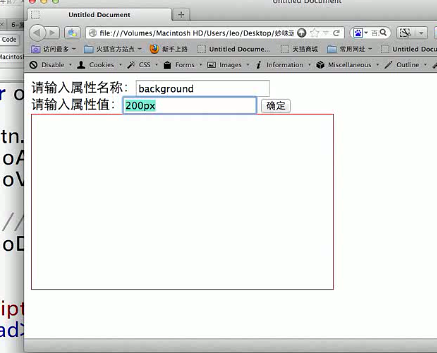 Untitled Document
Untitled Document
file:///Volumes/Macintosh HD/Users/leo/Desktop/妙味
百
访问最多
火狐官方站点
新手上路
Untitled Docume...
天猫商城
常用网址
Untitled Docu
Disable
Cookies
CSS
Forms
Images
Information
Miscellaneous
Outline
Code
Macintosh
请输入属性名称: background
请输入属性值: 200px 确定
r o
tn.
oA
oV
//
oD
ipt
ad>